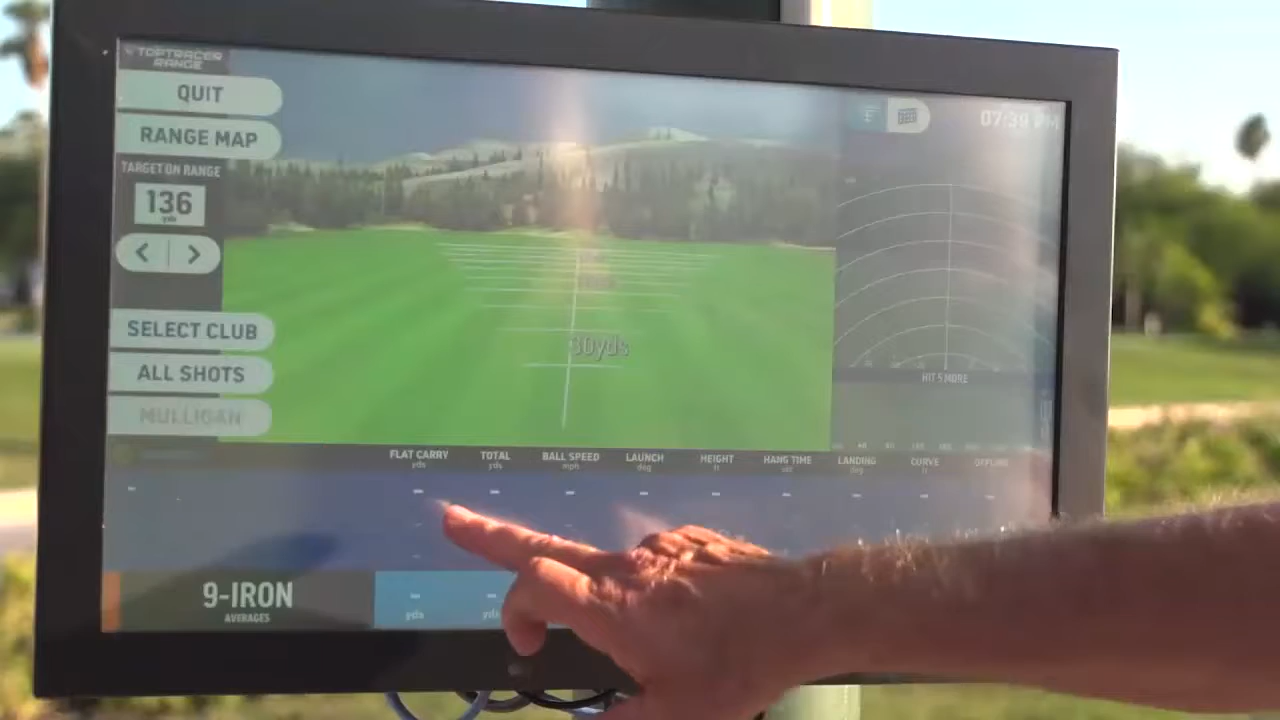 TOPTRACER
RANGE
QUIT
RANGE MAP
TARGET ON RANGE
136
yds
SELECT CLUB
ALL SHOTS
MULLIGAN
07:39 PM
HIT 5 MORE
FLAT CARRY TOTAL BALL SPEED LAUNCH HEIGHT HANG TIME LANDING CURVE OFFLINE
yds yds mph deg ft sec deg ft
9-IRON
AVERAGES
yds yds